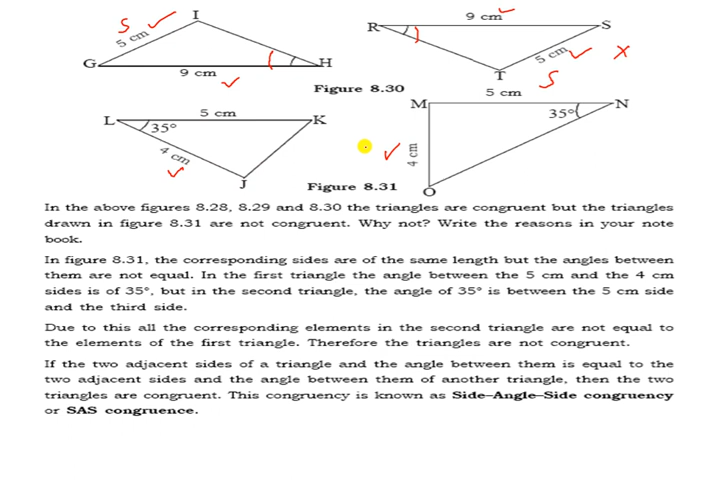 I
S
5 cm
G
H
9 cm
9 cm
R
S
5 cm
T
S
Figure 8.30
5 cm
L
K
35°
4 cm
J
5 cm
M
N
35°
4 cm
O
Figure 8.31
In the above figures 8.28, 8.29 and 8.30 the triangles are congruent but the triangles
drawn in figure 8.31 are not congruent. Why not? Write the reasons in your note
book.
In figure 8.31, the corresponding sides are of the same length but the angles between
them are not equal. In the first triangle the angle between the 5 cm and the 4 cm
sides is of 35°, but in the second triangle, the angle of 35° is between the 5 cm side
and the third side.
Due to this all the corresponding elements in the second triangle are not equal to
the elements of the first triangle. Therefore the triangles are not congruent.
If the two adjacent sides of a triangle and the angle between them is equal to the
two adjacent sides and the angle between them of another triangle, then the two
triangles are congruent. This congruency is known as Side–Angle–Side congruency
or SAS congruence.